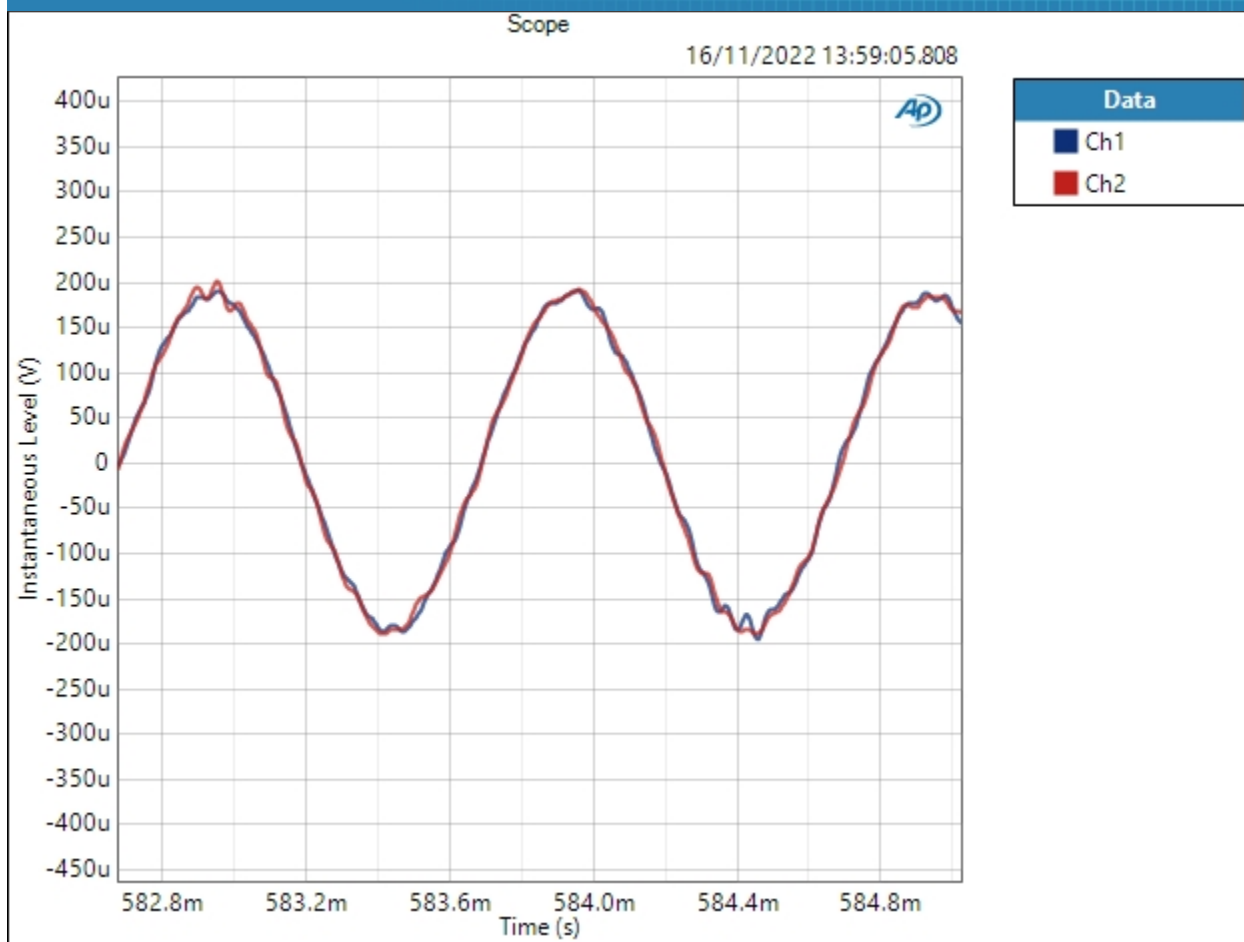 Scope
16/11/2022 13:59:05.808
AP
Data
Ch1
Ch2
Instantaneous Level (V)
400u
350u
300u
250u
200u
150u
100u
50u
0
-50u
-100u
-150u
-200u
-250u
-300u
-350u
-400u
-450u
582.8m 583.2m 583.6m 584.0m 584.4m 584.8m
Time (s)